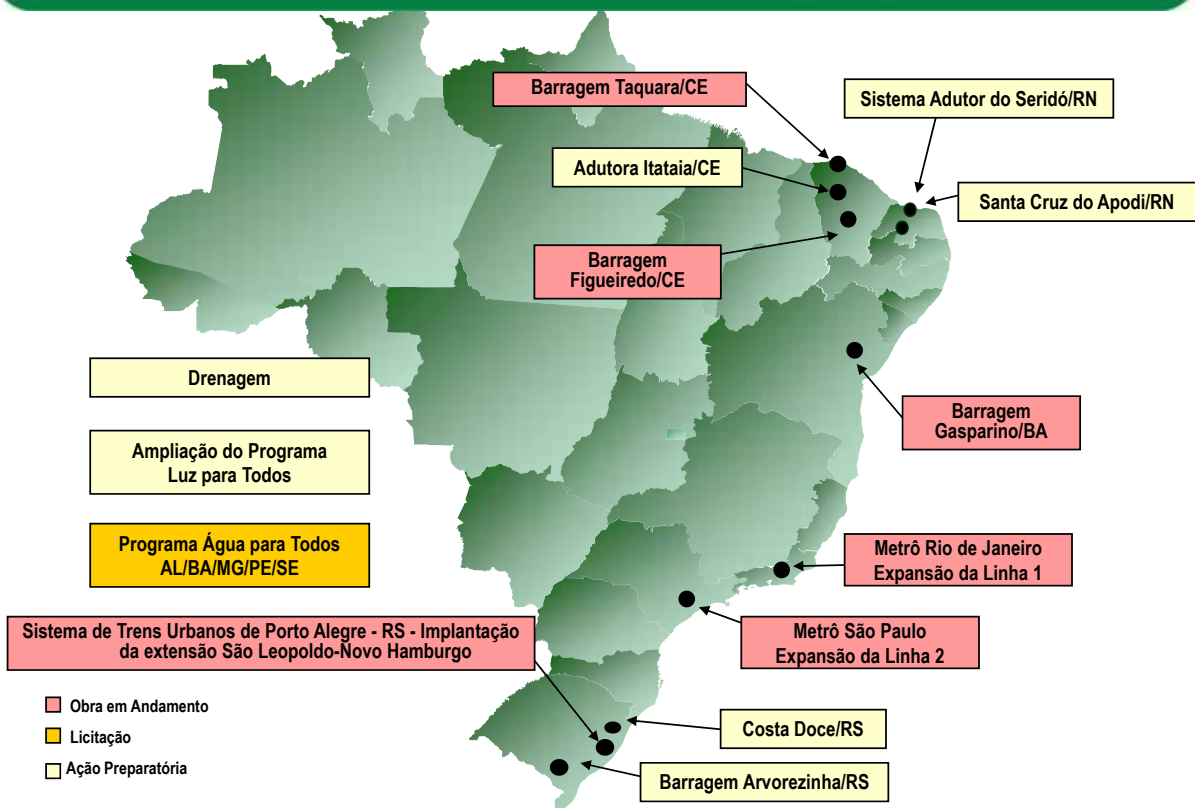 Barragem Taquara/CE
Sistema Adutor do Seridó/RN
Adutora Itataia/CE
Santa Cruz do Apodi/RN
Barragem
Figueiredo/CE
Drenagem
Barragem
Gasparino/BA
Ampliação do Programa
Luz para Todos
Programa Água para Todos
AL/BA/MG/PE/SE
Metrô Rio de Janeiro
Expansão da Linha 1
Sistema de Trens Urbanos de Porto Alegre - RS - Implantação
da extensão São Leopoldo-Novo Hamburgo
Metrô São Paulo
Expansão da Linha 2
Obra em Andamento
Licitação
Ação Preparatória
Costa Doce/RS
Barragem Arvorezinha/RS